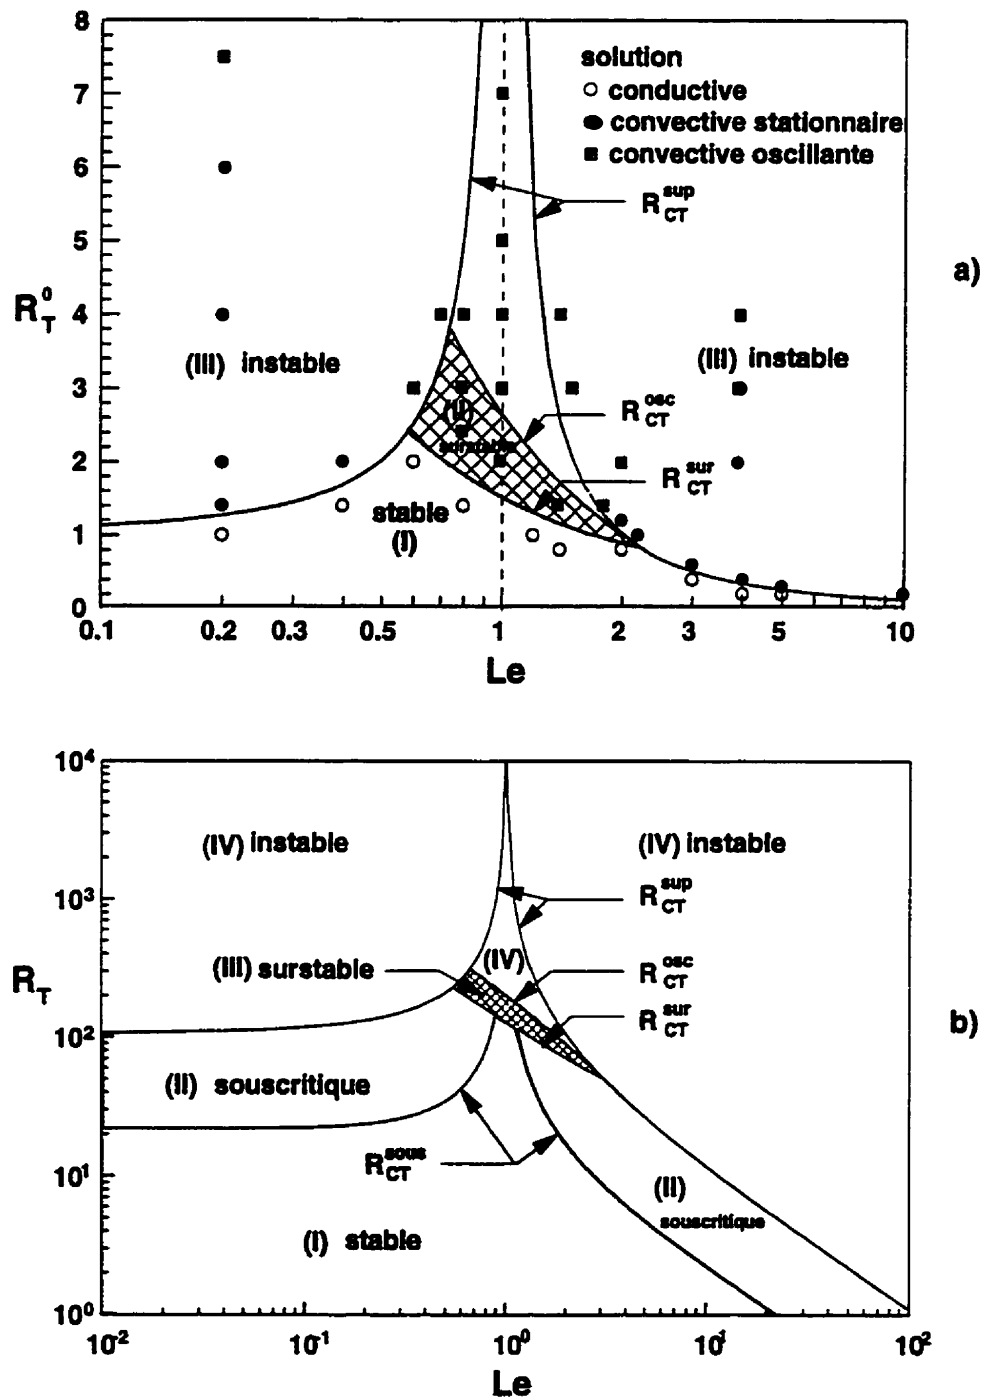 8
7
6
5
4
3
2
1
0
R_T^0
solution
conductive
convective stationnaire
convective oscillante
R_CT^sup
a)
(III) instable
(III) instable
(II)
surstable
R_CT^osc
R_CT^sur
stable
(I)
0.1 0.2 0.3 0.5 1 2 3 5 10
Le
10^4
10^3
10^2
10^1
10^0
R_T
(IV) instable
(IV) instable
R_CT^sup
(III) surstable
(IV)
R_CT^osc
R_CT^sur
b)
(II) souscritique
R_CT^sous
(II)
souscritique
(I) stable
10^-2 10^-1 10^0 10^1 10^2
Le